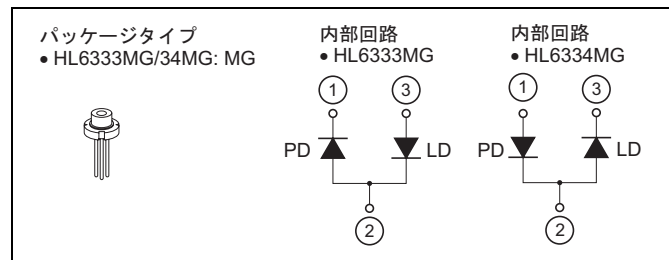 パッケージタイプ
• HL6333MG/34MG: MG
内部回路
• HL6333MG
1 3
PD LD
2
内部回路
• HL6334MG
1 3
PD LD
2